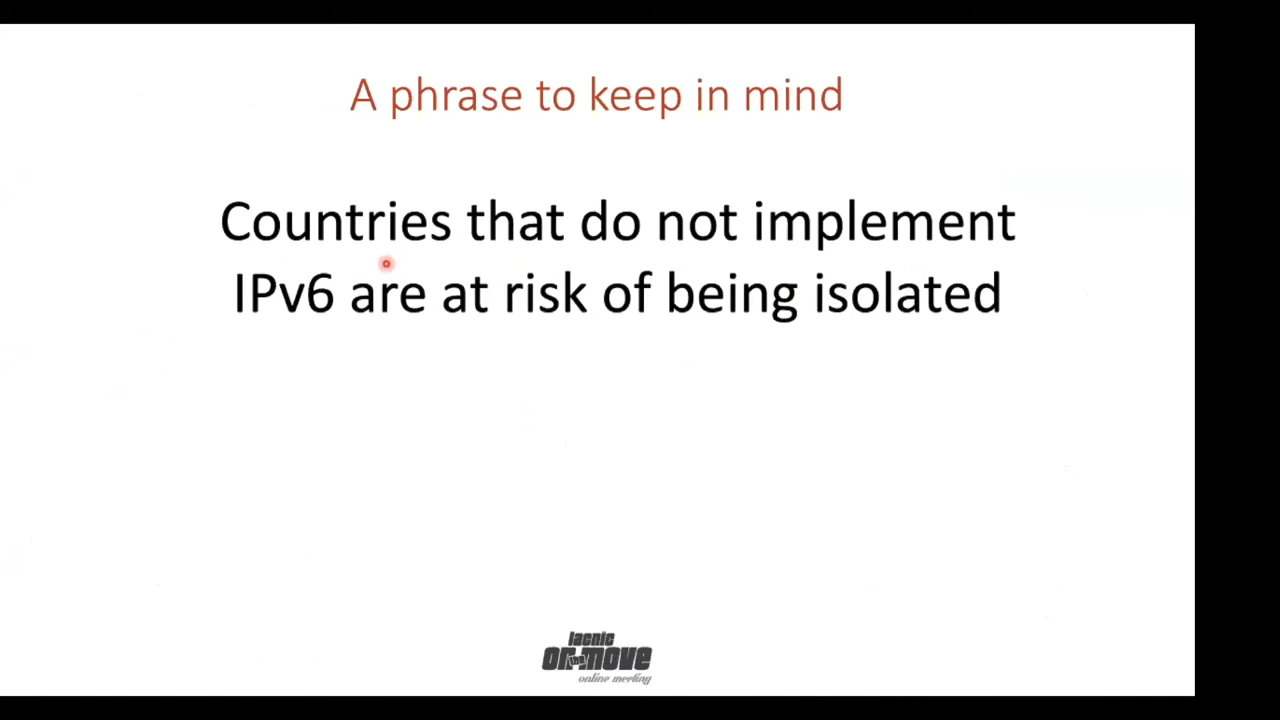 A phrase to keep in mind
Countries that do not implement
IPv6 are at risk of being isolated
lacnic
on the move
online meeting